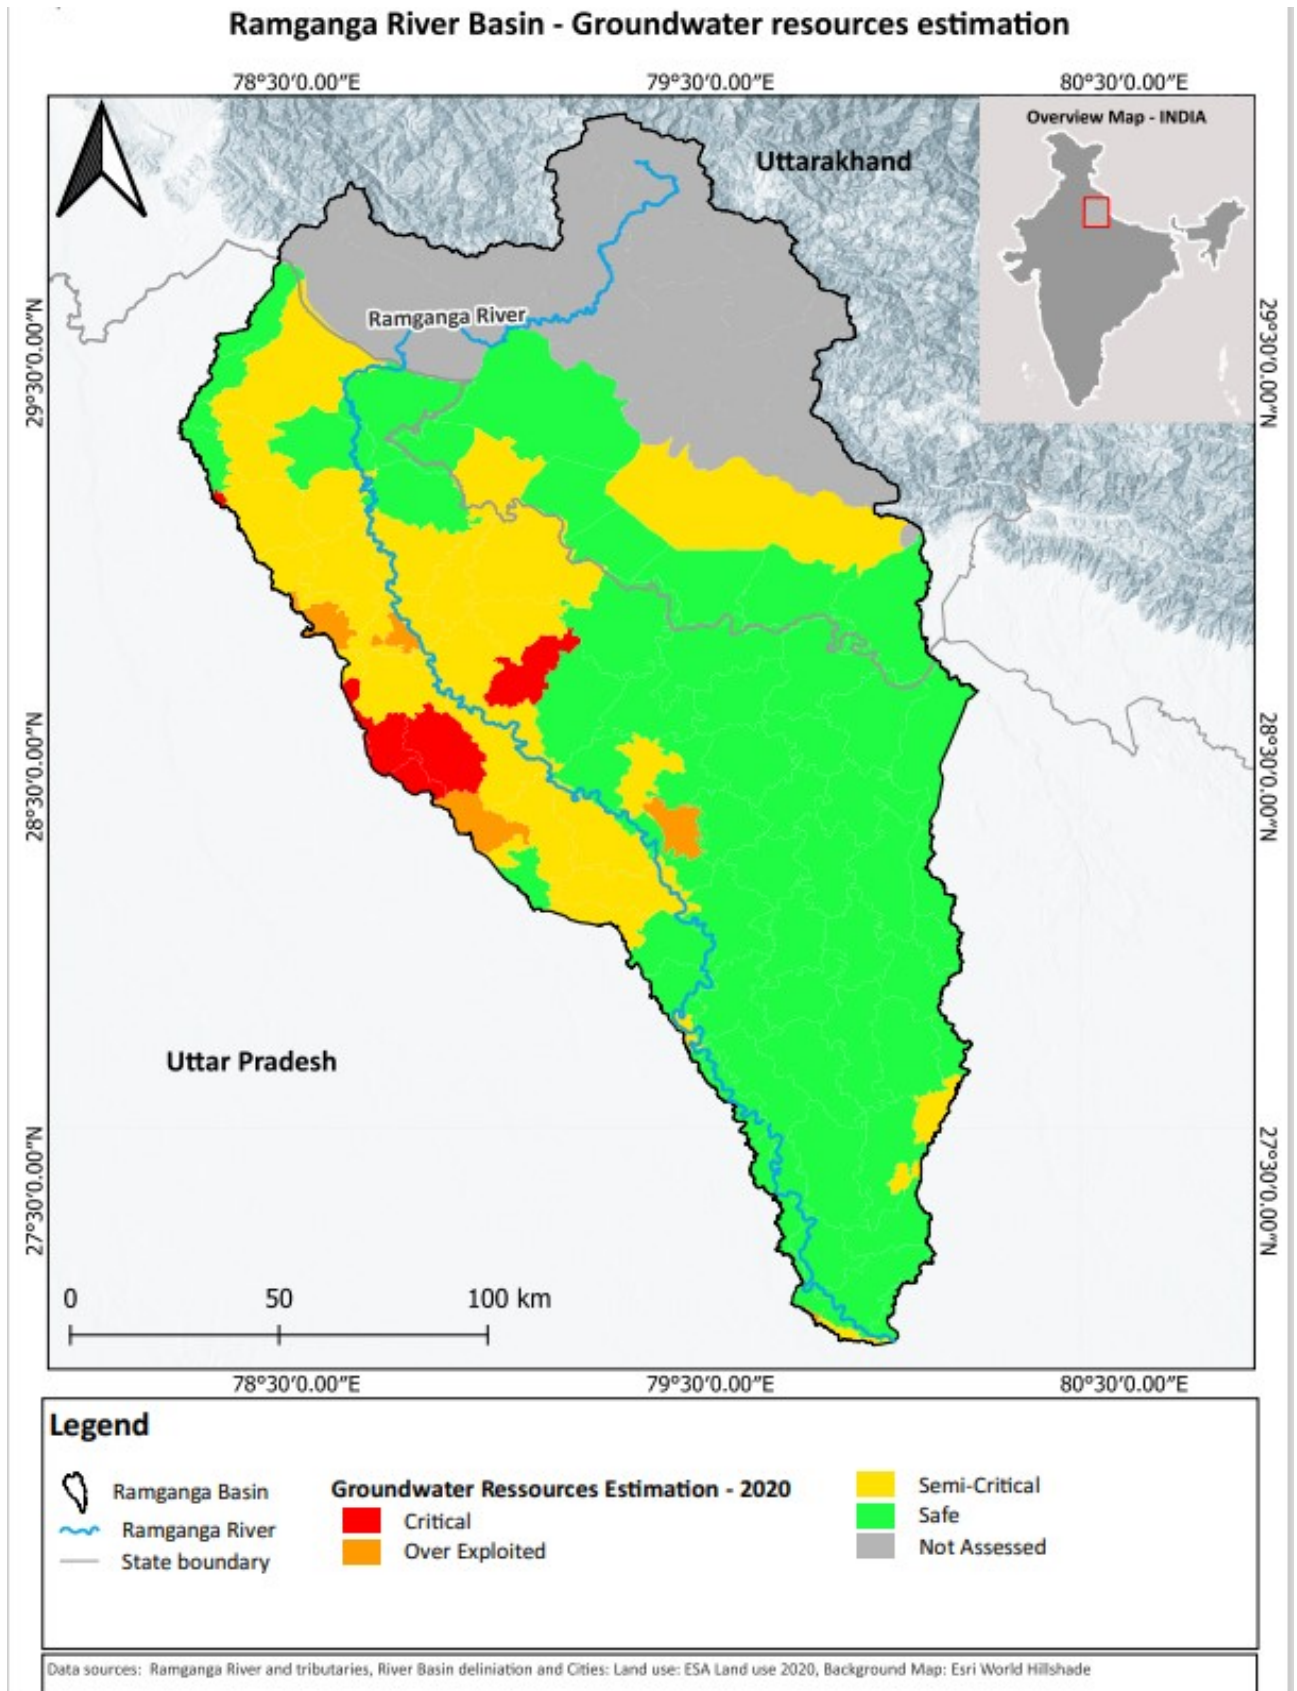 Ramganga River Basin - Groundwater resources estimation
78°30'0.00"E 79°30'0.00"E 80°30'0.00"E
Overview Map - INDIA
Uttarakhand
29°30'0.00"N
Ramganga River
29°30'0.00"N
28°30'0.00"N
28°30'0.00"N
Uttar Pradesh
27°30'0.00"N
27°30'0.00"N
0 50 100 km
78°30'0.00"E 79°30'0.00"E 80°30'0.00"E
Legend
Ramganga Basin
Ramganga River
State boundary
Groundwater Ressources Estimation - 2020
Critical
Over Exploited
Semi-Critical
Safe
Not Assessed
Data sources: Ramganga River and tributaries, River Basin deliniation and Cities: Land use: ESA Land use 2020, Background Map: Esri World Hillshade